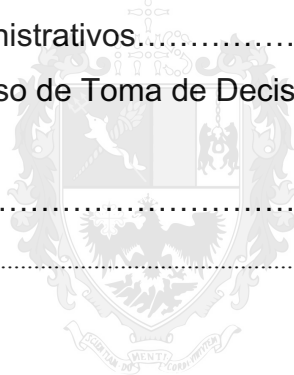 nistrativos………………
so de Toma de Decis
……………………………
................................................